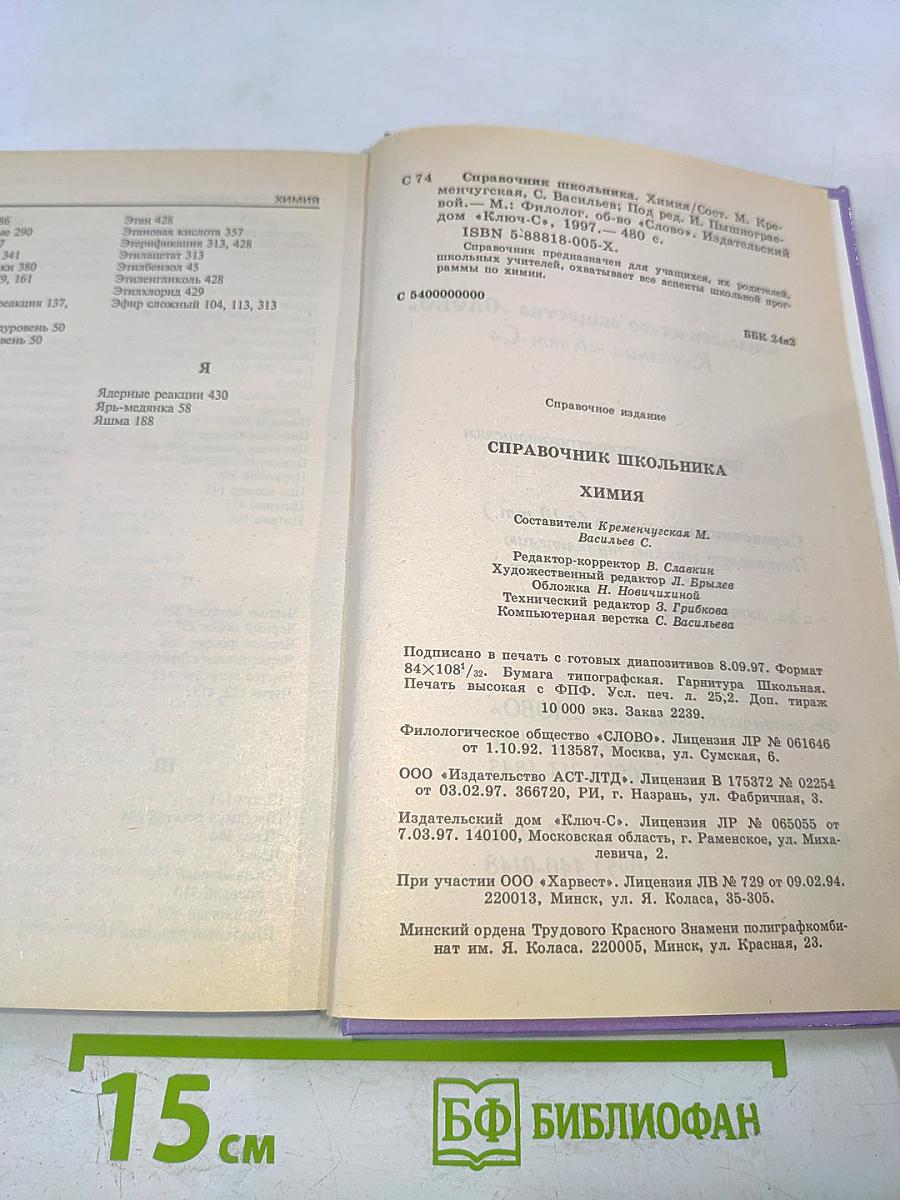 ХИМИЯ
86
ые 290
7
341
ки 380
9, 161
реакция 137,
дуровень 50
вень 50
Этан 428
Этановая кислота 357
Этерификация 313, 428
Этилацетат 313
Этилбензол 45
Этиленгликоль 428
Этилхлорид 429
Эфир сложный 104, 113, 313
Я
Ядерные реакции 430
Ярь-медянка 58
Яшма 188
С 74 Справочник школьника. Химия/Сост. М. Кре-
менчугская, С. Васильев; Под ред. И. Пышнограе-
вой.— М.: Филолог. об-во «Слово». Издательский
дом «Ключ-С», 1997.— 480 с.
ISBN 5-88818-005-X.
Справочник предназначен для учащихся, их родителей,
школьных учителей, охватывает все аспекты школьной прог-
раммы по химии.
С 5400000000
ББК 24я2
Справочное издание
СПРАВОЧНИК ШКОЛЬНИКА
ХИМИЯ
Составители Кременчугская М.
Васильев С.
Редактор-корректор В. Славкин
Художественный редактор Л. Брылев
Обложка Н. Новичихиной
Технический редактор З. Грибкова
Компьютерная верстка С. Васильева
Подписано в печать с готовых диапозитивов 8.09.97. Формат
84×108¹/₃₂. Бумага типографская. Гарнитура Школьная.
Печать высокая с ФПФ. Усл. печ. л. 25,2. Доп. тираж
10 000 экз. Заказ 2239.
Филологическое общество «СЛОВО». Лицензия ЛР № 061646
от 1.10.92. 113587, Москва, ул. Сумская, 6.
ООО «Издательство АСТ-ЛТД». Лицензия В 175372 № 02254
от 03.02.97. 366720, РИ, г. Назрань, ул. Фабричная, 3.
Издательский дом «Ключ-С». Лицензия ЛР № 065055 от
7.03.97. 140100, Московская область, г. Раменское, ул. Миха-
левича, 2.
При участии ООО «Харвест». Лицензия ЛВ № 729 от 09.02.94.
220013, Минск, ул. Я. Коласа, 35-305.
Минский ордена Трудового Красного Знамени полиграфкомби-
нат им. Я. Коласа. 220005, Минск, ул. Красная, 23.
15 см
БФ БИБЛИОФАН